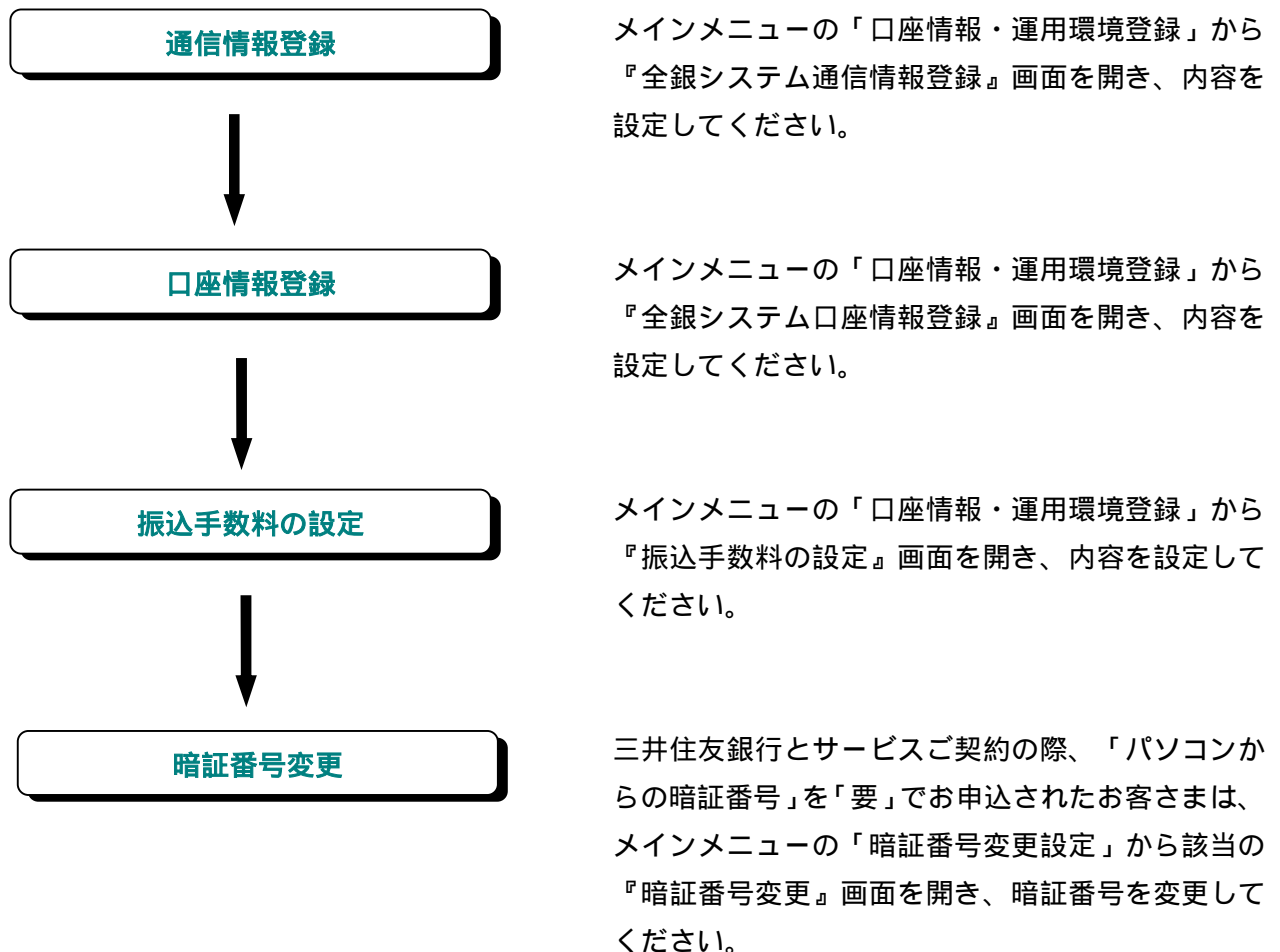 通信情報登録
メインメニューの「口座情報・運用環境登録」から
『全銀システム通信情報登録』画面を開き、内容を
設定してください。
口座情報登録
メインメニューの「口座情報・運用環境登録」から
『全銀システム口座情報登録』画面を開き、内容を
設定してください。
振込手数料の設定
メインメニューの「口座情報・運用環境登録」から
『振込手数料の設定』画面を開き、内容を設定して
ください。
暗証番号変更
三井住友銀行とサービスご契約の際、「パソコンか
らの暗証番号」を「要」でお申込されたお客さまは、
メインメニューの「暗証番号変更設定」から該当の
『暗証番号変更』画面を開き、暗証番号を変更して
ください。